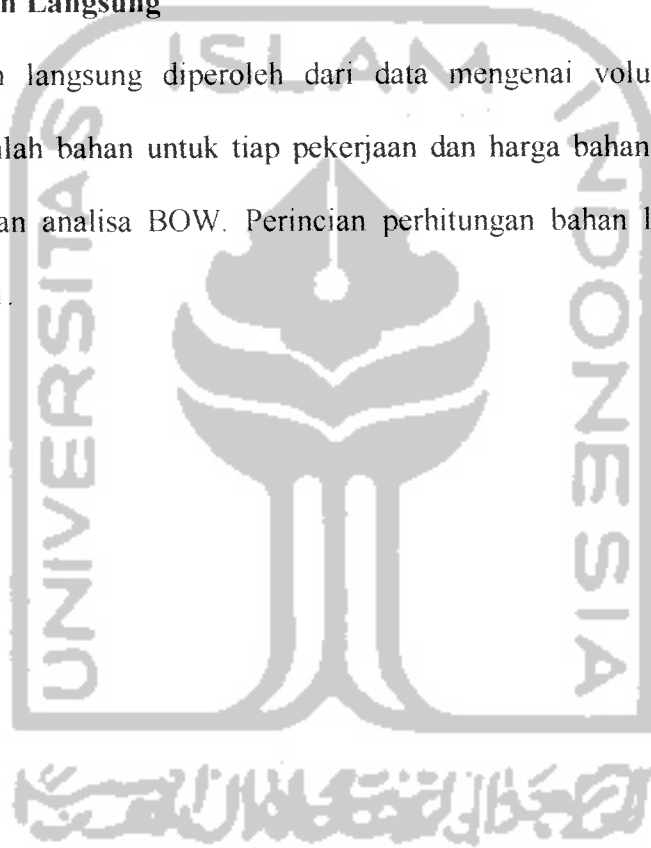 n Langsung
langsung diperoleh dari data mengenai volu
lah bahan untuk tiap pekerjaan dan harga bahan
an analisa BOW. Perincian perhitungan bahan l
ISLAM
UNIVERSITAS
INDONESIA